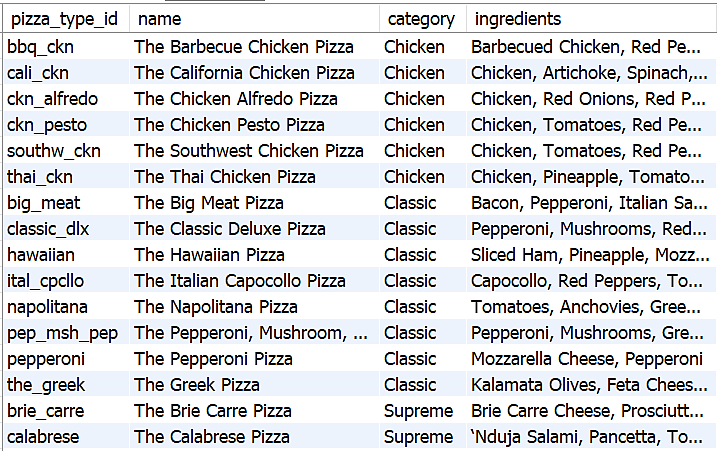 pizza_type_id name category ingredients
bbq_ckn The Barbecue Chicken Pizza Chicken Barbecued Chicken, Red Pe...
cali_ckn The California Chicken Pizza Chicken Chicken, Artichoke, Spinach,...
ckn_alfredo The Chicken Alfredo Pizza Chicken Chicken, Red Onions, Red P...
ckn_pesto The Chicken Pesto Pizza Chicken Chicken, Tomatoes, Red Pe...
southw_ckn The Southwest Chicken Pizza Chicken Chicken, Tomatoes, Red Pe...
thai_ckn The Thai Chicken Pizza Chicken Chicken, Pineapple, Tomato...
big_meat The Big Meat Pizza Classic Bacon, Pepperoni, Italian Sa...
classic_dlx The Classic Deluxe Pizza Classic Pepperoni, Mushrooms, Red...
hawaiian The Hawaiian Pizza Classic Sliced Ham, Pineapple, Mozz...
ital_cpcllo The Italian Capocollo Pizza Classic Capocollo, Red Peppers, To...
napolitana The Napolitana Pizza Classic Tomatoes, Anchovies, Gree...
pep_msh_pep The Pepperoni, Mushroom, ... Classic Pepperoni, Mushrooms, Gre...
pepperoni The Pepperoni Pizza Classic Mozzarella Cheese, Pepperoni
the_greek The Greek Pizza Classic Kalamata Olives, Feta Chees...
brie_carre The Brie Carre Pizza Supreme Brie Carre Cheese, Prosciutt...
calabrese The Calabrese Pizza Supreme ‘Nduja Salami, Pancetta, To...